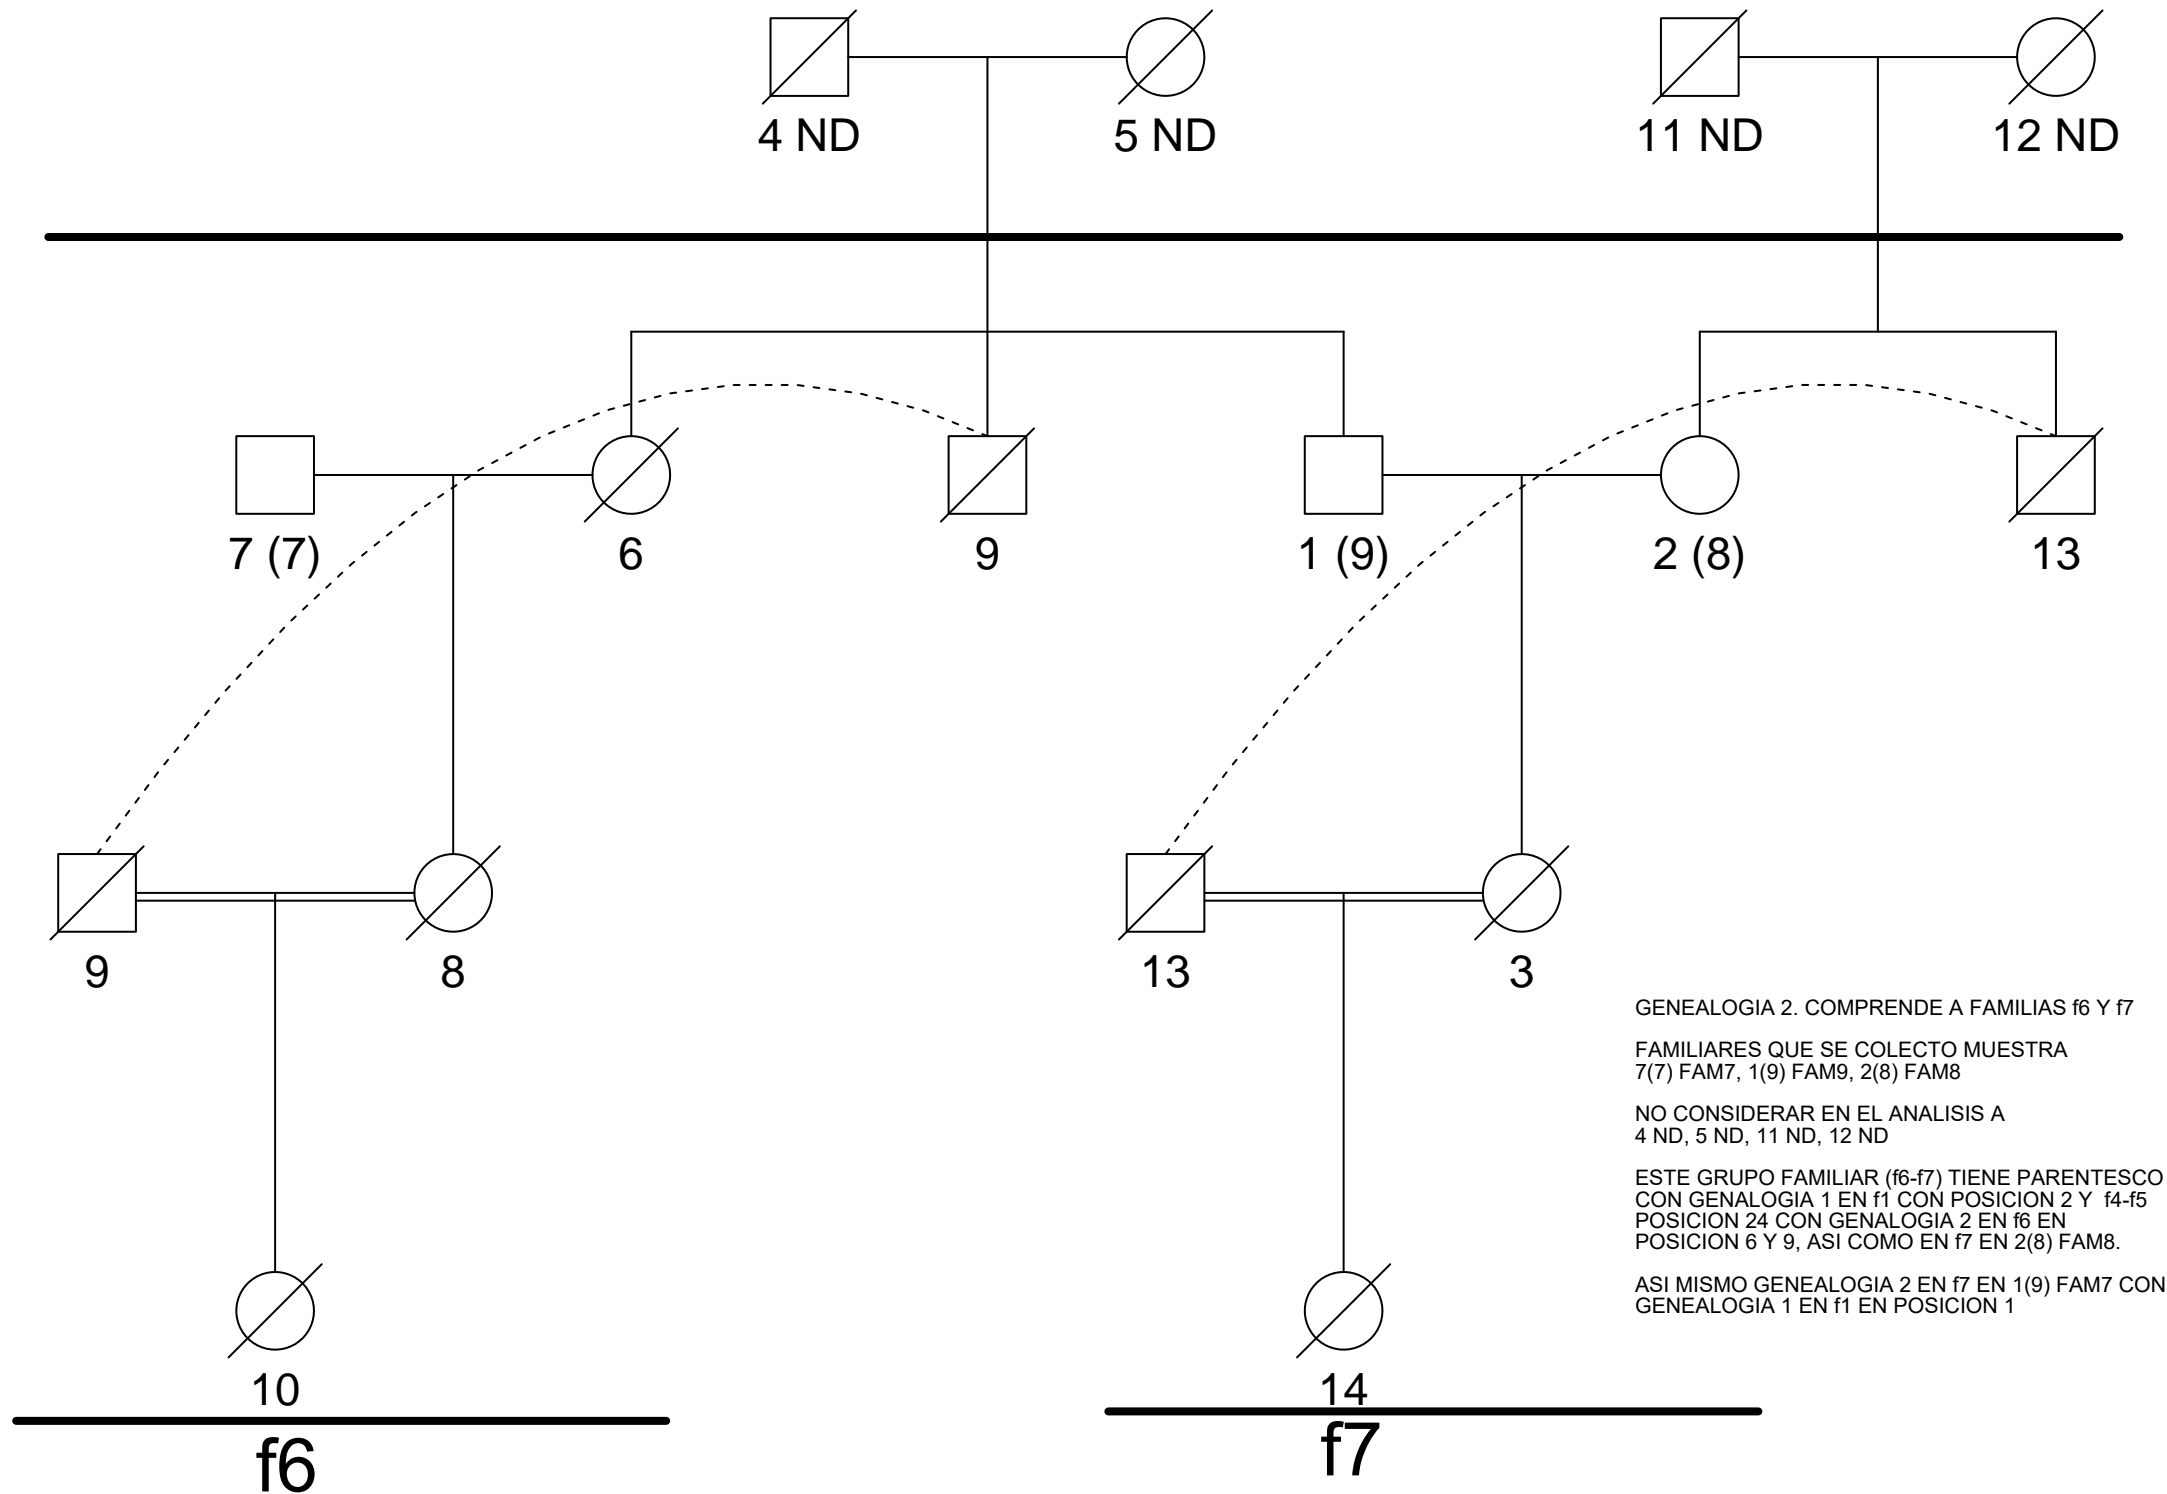 4 ND
5 ND
11 ND
12 ND
7 (7)
6
9
1 (9)
2 (8)
13
9
8
13
3
GENEALOGIA 2. COMPRENDE A FAMILIAS f6 Y f7
FAMILIARES QUE SE COLECTO MUESTRA
7(7) FAM7, 1(9) FAM9, 2(8) FAM8
NO CONSIDERAR EN EL ANALISIS A
4 ND, 5 ND, 11 ND, 12 ND
ESTE GRUPO FAMILIAR (f6-f7) TIENE PARENTESCO
CON GENALOGIA 1 EN f1 CON POSICION 2 Y f4-f5
POSICION 24 CON GENALOGIA 2 EN f6 EN
POSICION 6 Y 9, ASI COMO EN f7 EN 2(8) FAM8.
ASI MISMO GENEALOGIA 2 EN f7 EN 1(9) FAM7 CON
GENEALOGIA 1 EN f1 EN POSICION 1
10
14
f6
f7